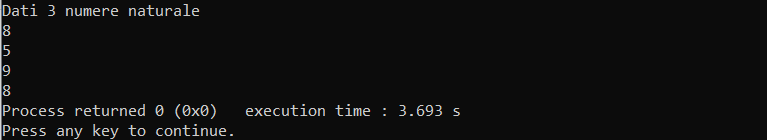 Dati 3 numere naturale
8
5
9
8
Process returned 0 (0x0)   execution time : 3.693 s
Press any key to continue.